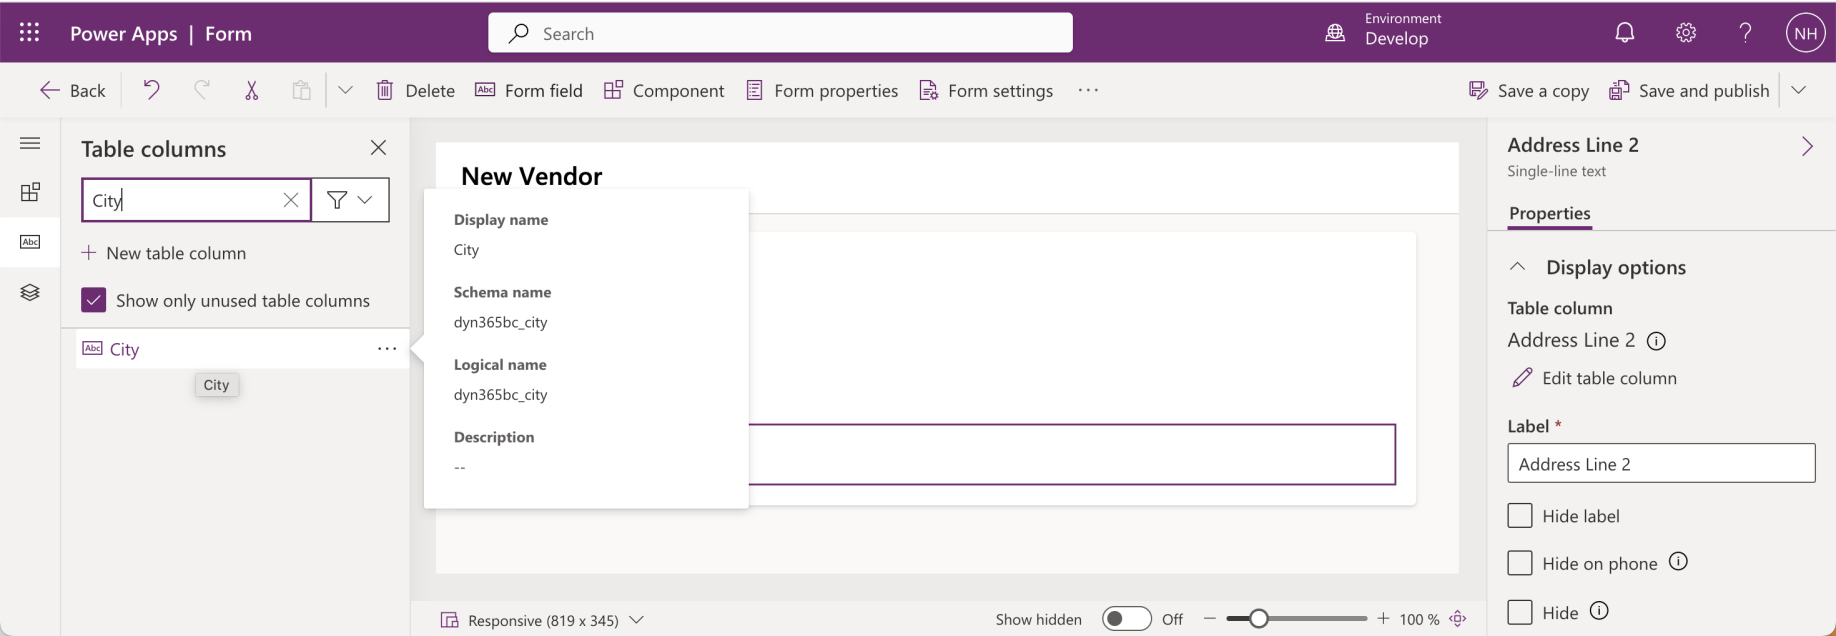 Power Apps | Form
Search
Environment
Develop
NH
Back
Delete
Abc
Form field
Component
Form properties
Form settings
Save a copy
Save and publish
Table columns
City
New table column
Show only unused table columns
Abc
Abc
City
City
New Vendor
Display name
City
Schema name
dyn365bc_city
Logical name
dyn365bc_city
Description
--
Address Line 2
Single-line text
Properties
Display options
Table column
Address Line 2
Edit table column
Label *
Address Line 2
Hide label
Hide on phone
Hide
Responsive (819 x 345)
Show hidden
Off
100 %